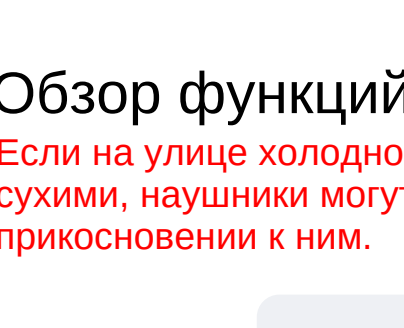 Обзор функций
Если на улице холодно
сухими, наушники могут
прикосновении к ним.